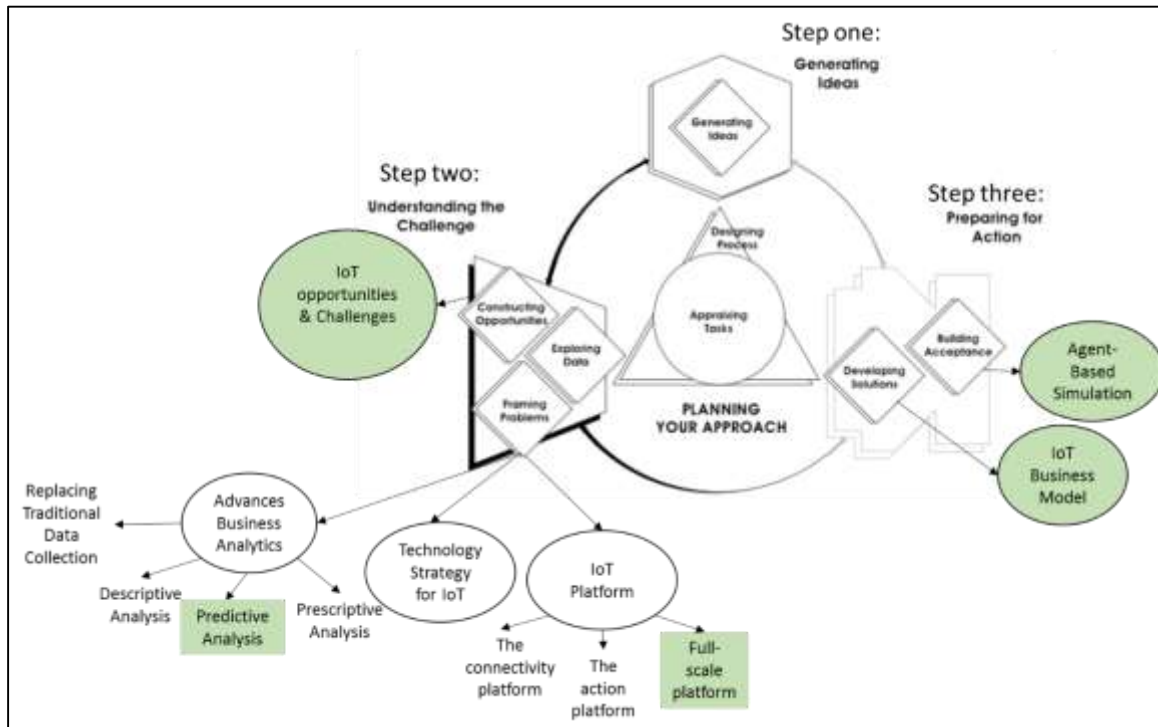 Step one:
Generating
Ideas
Generating
Ideas
Step two:
Understanding the
Challenge
Step three:
Preparing for
Action
IoT
opportunities
& Challenges
Constructing
Opportunities
Exploring
Data
Framing
Problems
Designing
Process
Appraising
Tasks
PLANNING
YOUR APPROACH
Building
Acceptance
Developing
Solutions
Agent-
Based
Simulation
IoT
Business
Model
Replacing
Traditional
Data
Collection
Advances
Business
Analytics
Technology
Strategy
for IoT
IoT
Platform
Descriptive
Analysis
Predictive
Analysis
Prescriptive
Analysis
The
connectivity
platform
The
action
platform
Full-
scale
platform